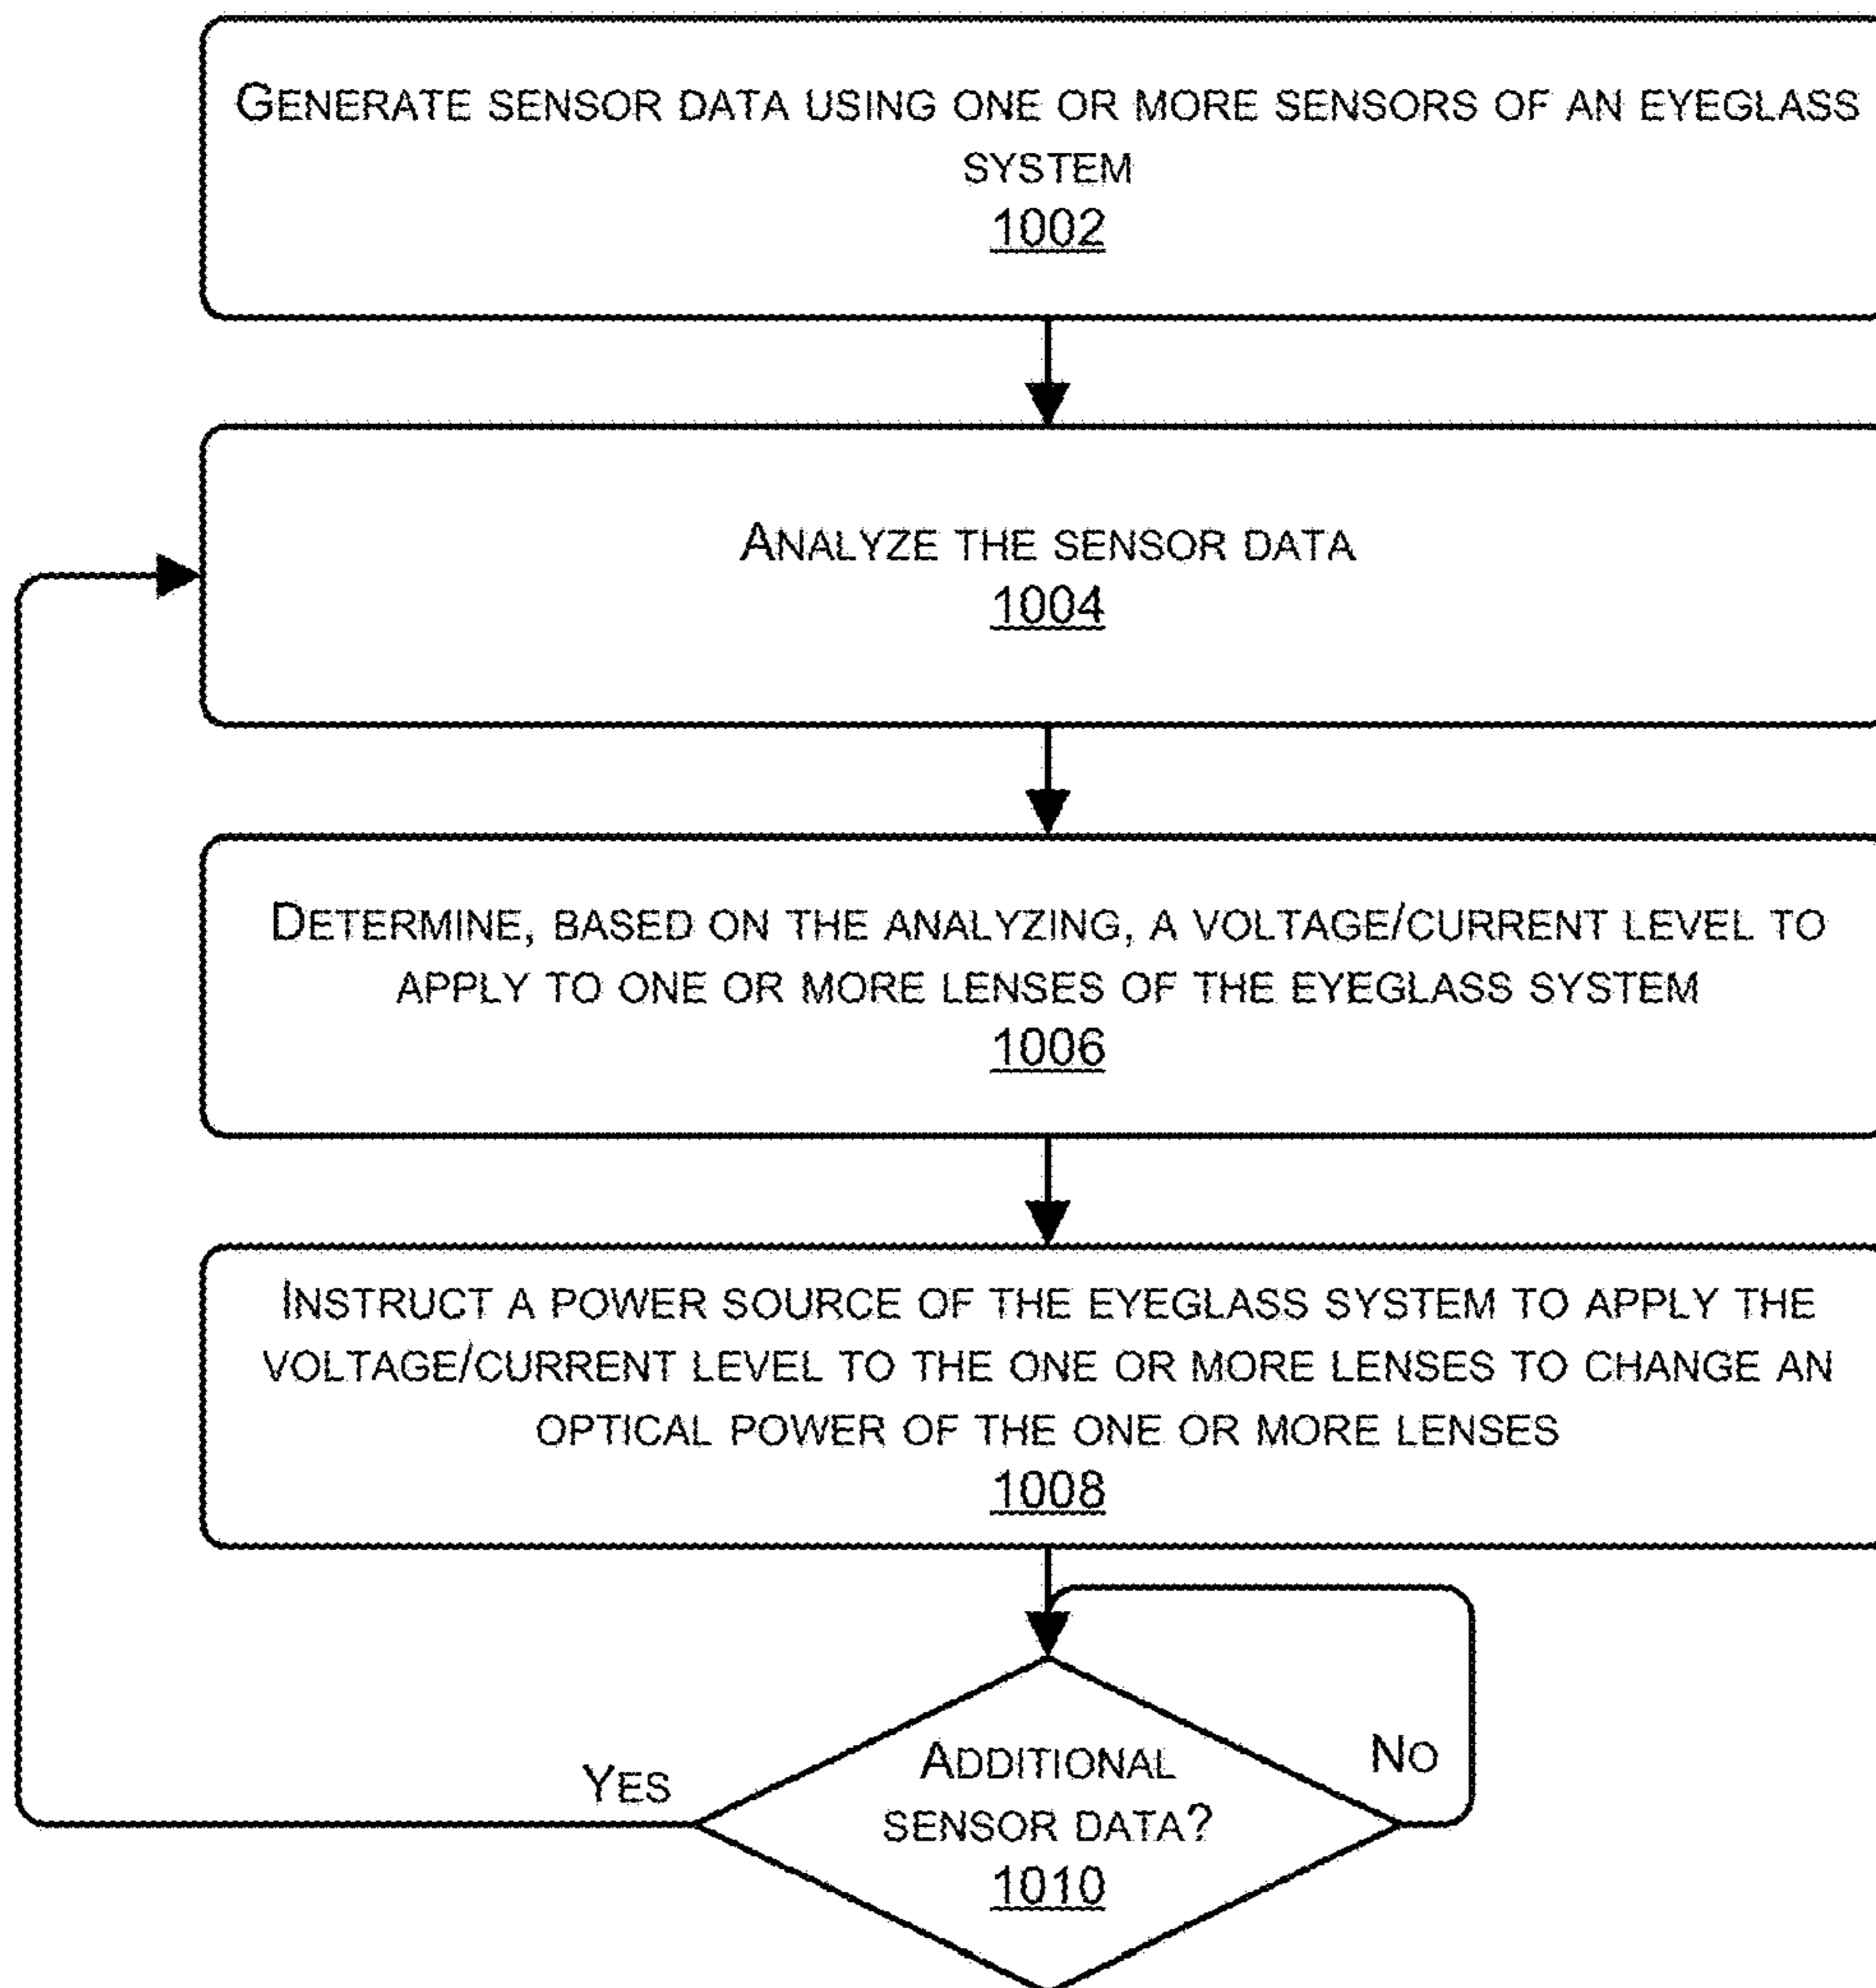 GENERATE SENSOR DATA USING ONE OR MORE SENSORS OF AN EYEGLASS
SYSTEM
1002
ANALYZE THE SENSOR DATA
1004
DETERMINE, BASED ON THE ANALYZING, A VOLTAGE/CURRENT LEVEL TO
APPLY TO ONE OR MORE LENSES OF THE EYEGLASS SYSTEM
1006
INSTRUCT A POWER SOURCE OF THE EYEGLASS SYSTEM TO APPLY THE
VOLTAGE/CURRENT LEVEL TO THE ONE OR MORE LENSES TO CHANGE AN
OPTICAL POWER OF THE ONE OR MORE LENSES
1008
YES
ADDITIONAL
SENSOR DATA?
1010
NO